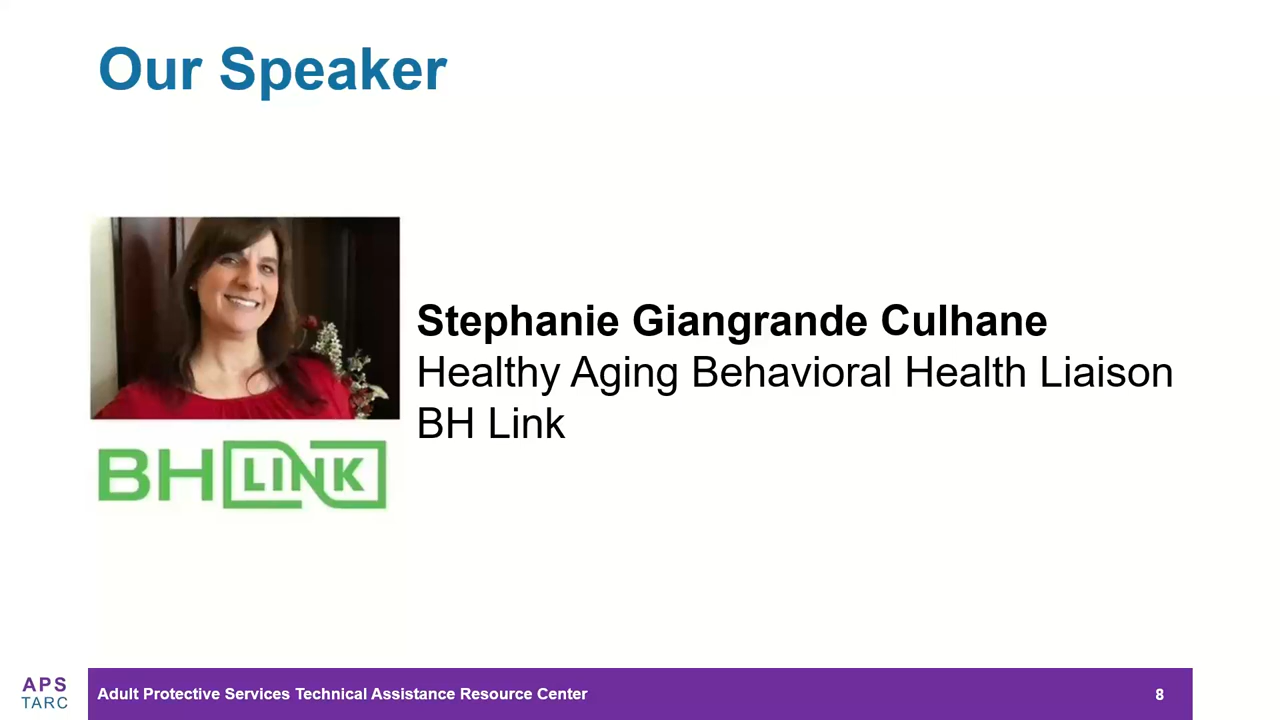 Our Speaker
Stephanie Giangrande Culhane
Healthy Aging Behavioral Health Liaison
BH Link
BH LINK
APS
TARC
Adult Protective Services Technical Assistance Resource Center
8